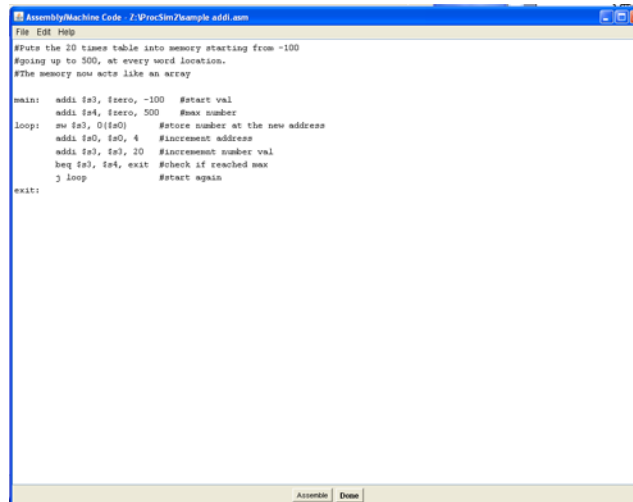 Assembly/Machine Code - Z:\ProcSim2\sample addi.asm
File Edit Help
#Puts the 20 times table into memory starting from -100
#going up to 500, at every word location.
#The memory now acts like an array
main: addi $s3, $zero, -100 #start val
addi $s4, $zero, 500 #max number
loop: sw $s3, 0($s0) #store number at the new address
addi $s0, $s0, 4 #increment address
addi $s3, $s3, 20 #incrememnt number val
beq $s3, $s4, exit #check if reached max
j loop #start again
exit:
Assemble Done